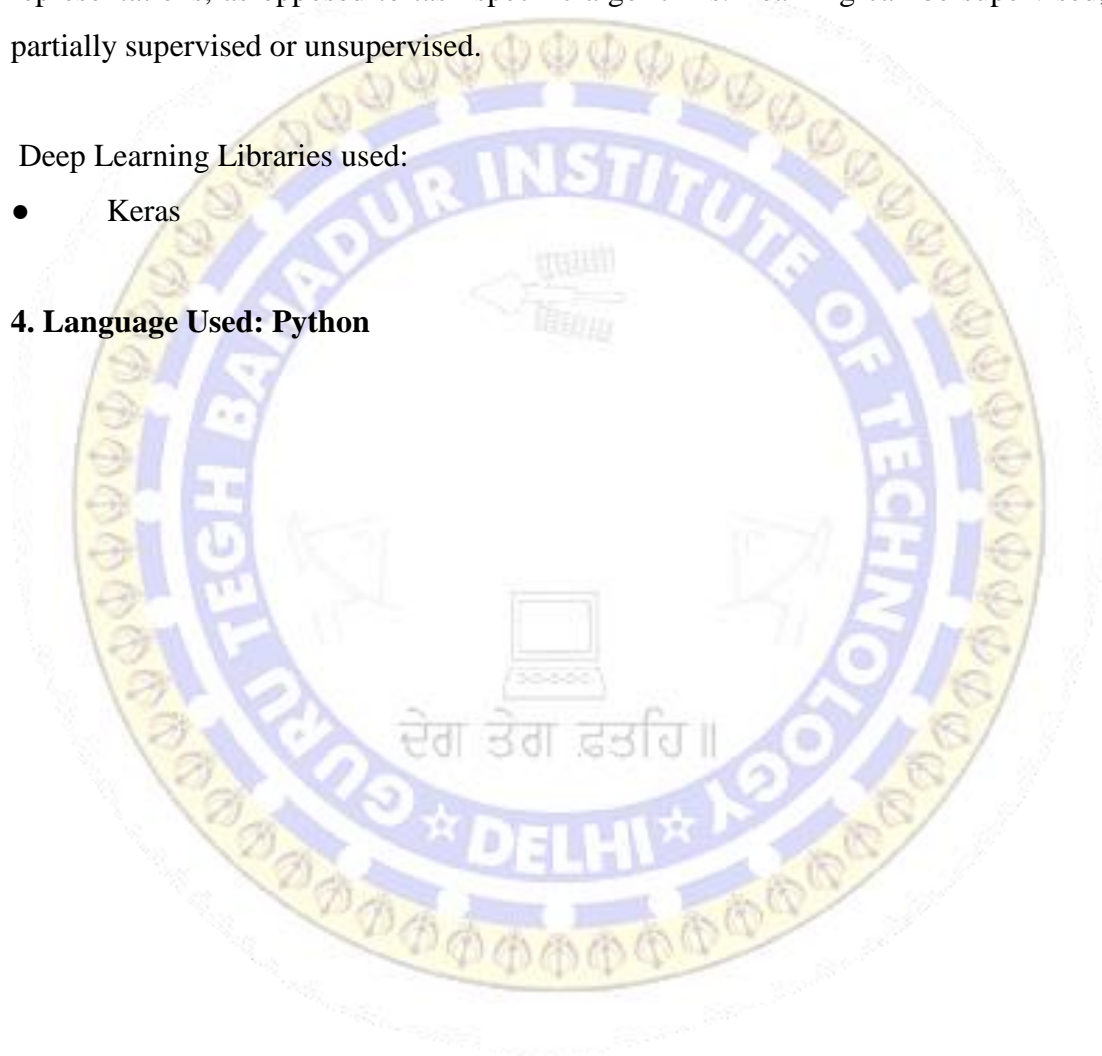 partially supervised or unsupervised.
Deep Learning Libraries used:
● Keras
4. Language Used: Python
GURU TEGH BAHADUR INSTITUTE OF TECHNOLOGY
ਦੇਗ ਤੇਗ ਫ਼ਤਹਿ॥
☆ DELHI ☆